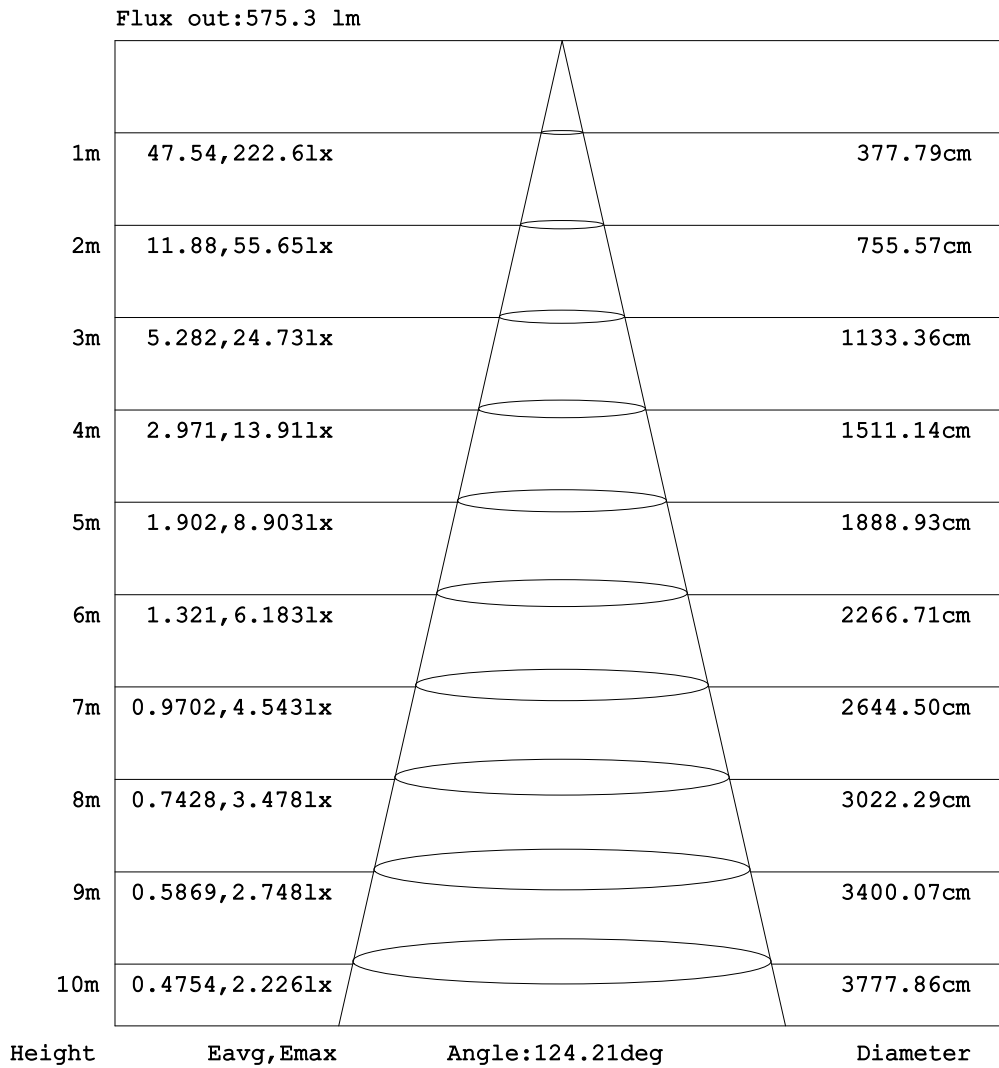 Flux out:575.3 lm
1m 47.54,222.6lx 377.79cm
2m 11.88,55.65lx 755.57cm
3m 5.282,24.73lx 1133.36cm
4m 2.971,13.91lx 1511.14cm
5m 1.902,8.903lx 1888.93cm
6m 1.321,6.183lx 2266.71cm
7m 0.9702,4.543lx 2644.50cm
8m 0.7428,3.478lx 3022.29cm
9m 0.5869,2.748lx 3400.07cm
10m 0.4754,2.226lx 3777.86cm
Height Eavg,Emax Angle:124.21deg Diameter